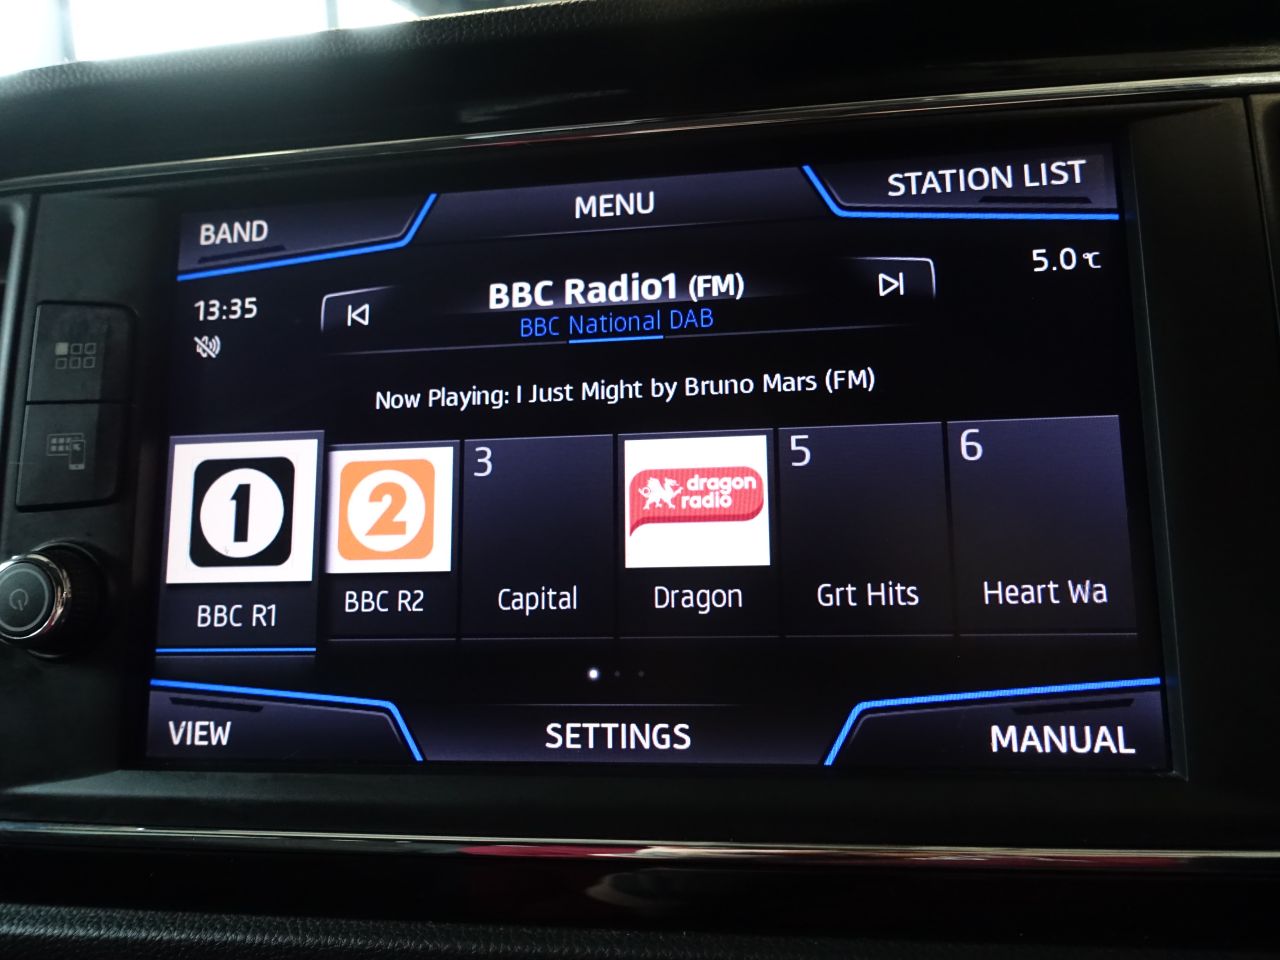 BAND
MENU
STATION LIST
13:35
BBC Radio1 (FM)
5.0 °C
BBC National DAB
Now Playing: I Just Might by Bruno Mars (FM)
1
2
3
dragon
radio
5
6
BBC R1
BBC R2
Capital
Dragon
Grt Hits
Heart Wa
VIEW
SETTINGS
MANUAL